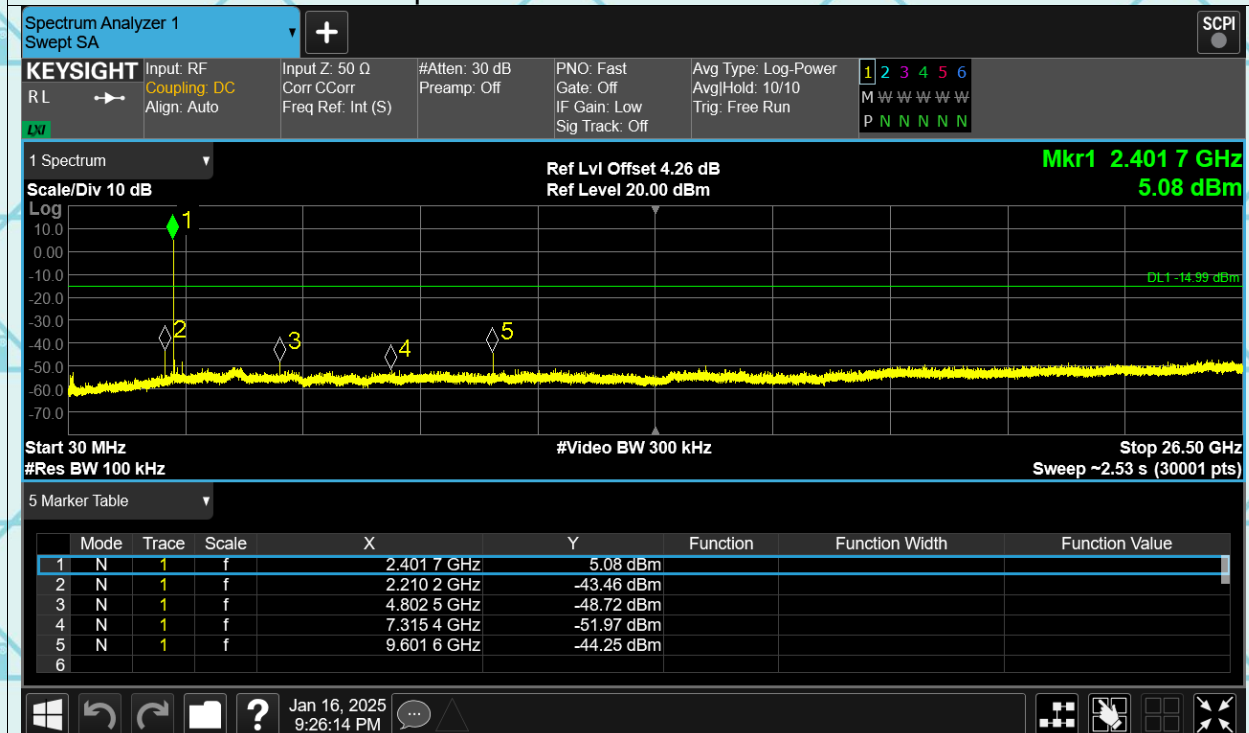 Spectrum Analyzer 1
Swept SA
+
SCPI
KEYSIGHT
RL
LXI
Input: RF
Coupling: DC
Align: Auto
Input Z: 50 Ω
Corr CCorr
Freq Ref: Int (S)
#Atten: 30 dB
Preamp: Off
PNO: Fast
Gate: Off
IF Gain: Low
Sig Track: Off
Avg Type: Log-Power
Avg|Hold: 10/10
Trig: Free Run
1 2 3 4 5 6
M W W W W W W
P N N N N N N
1 Spectrum
Scale/Div 10 dB
Ref Lvl Offset 4.26 dB
Ref Level 20.00 dBm
Mkr1 2.401 7 GHz
5.08 dBm
Log
10.0
0.00
-10.0
-20.0
-30.0
-40.0
-50.0
-60.0
-70.0
1
2
3
4
5
DL1 -14.99 dBm
Start 30 MHz
#Video BW 300 kHz
Stop 26.50 GHz
#Res BW 100 kHz
Sweep ~2.53 s (30001 pts)
5 Marker Table
Mode Trace Scale X Y Function Function Width Function Value
1 N 1 f 2.401 7 GHz 5.08 dBm
2 N 1 f 2.210 2 GHz -43.46 dBm
3 N 1 f 4.802 5 GHz -48.72 dBm
4 N 1 f 7.315 4 GHz -51.97 dBm
5 N 1 f 9.601 6 GHz -44.25 dBm
6
?
Jan 16, 2025
9:26:14 PM